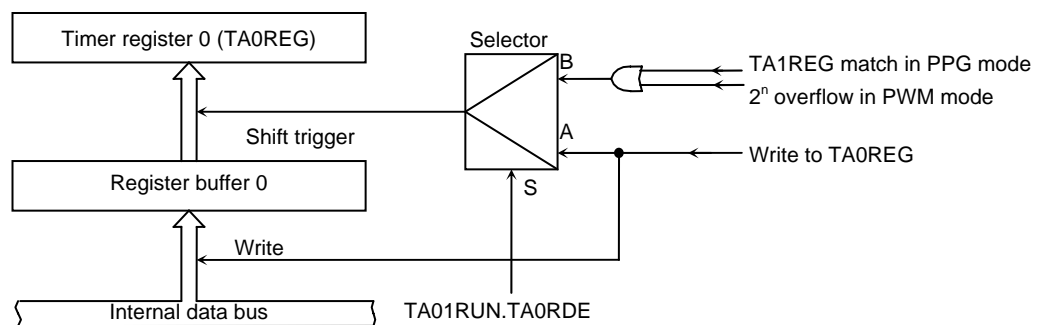 Timer register 0 (TA0REG)
Selector
B
TA1REG match in PPG mode
2ⁿ overflow in PWM mode
Shift trigger
A
Write to TA0REG
Register buffer 0
S
Write
Internal data bus
TA01RUN.TA0RDE